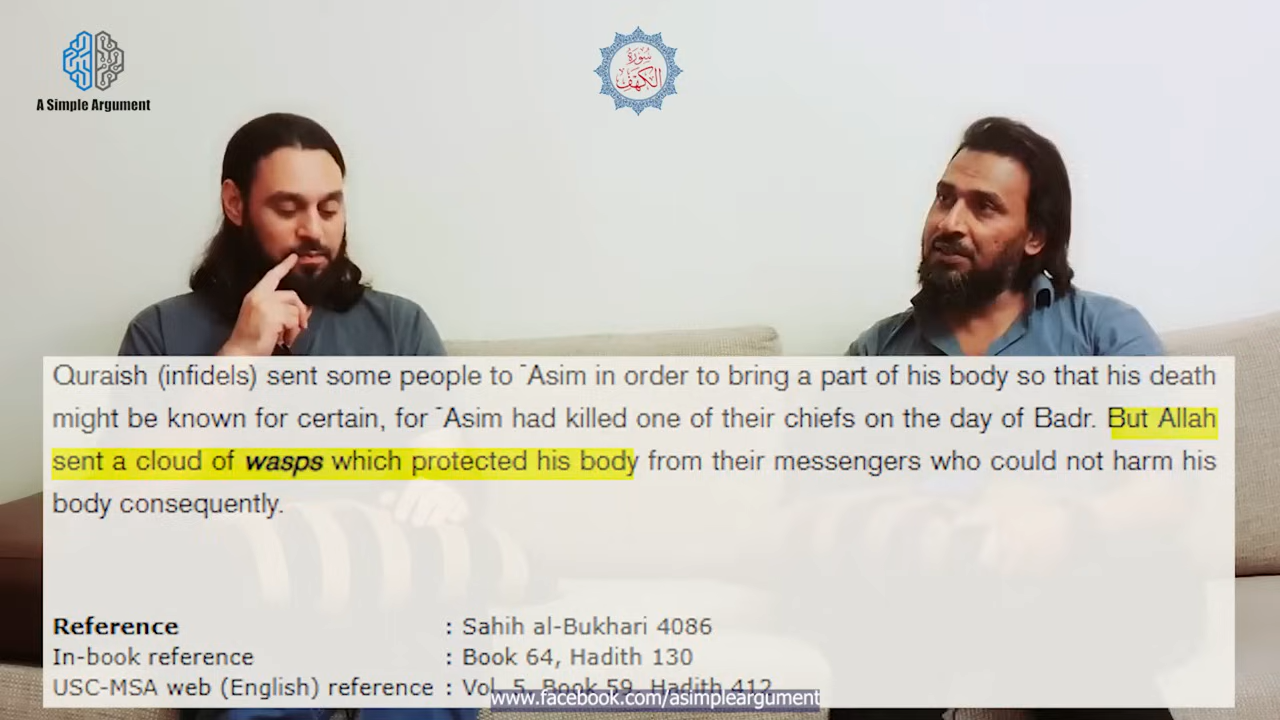 A Simple Argument
سورة
الكهف
Quraish (infidels) sent some people to ¯Asim in order to bring a part of his body so that his death
might be known for certain, for ¯Asim had killed one of their chiefs on the day of Badr. But Allah
sent a cloud of wasps which protected his body from their messengers who could not harm his
body consequently.
Reference : Sahih al-Bukhari 4086
In-book reference : Book 64, Hadith 130
USC-MSA web (English) reference : Vol. 5, Book 59, Hadith 412
www.facebook.com/asimpleargument